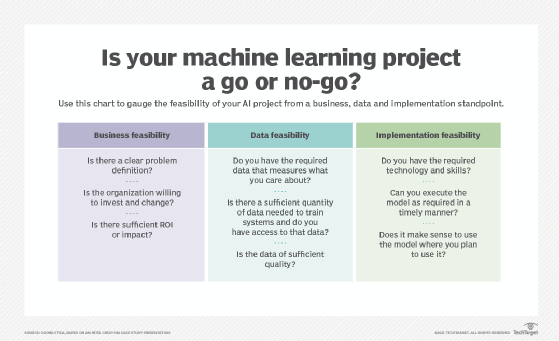 Is your machine learning project
a go or no-go?
Use this chart to gauge the feasibility of your AI project from a business, data and implementation standpoint.
Business feasibility
Is there a clear problem
definition?
Is the organization willing
to invest and change?
Is there sufficient ROI
or impact?
Data feasibility
Do you have the required
data that measures what
you care about?
Is there a sufficient quantity
of data needed to train
systems and do you
have access to that data?
Is the data of sufficient
quality?
Implementation feasibility
Do you have the required
technology and skills?
Can you execute the
model as required in a
timely manner?
Does it make sense to use
the model where you plan
to use it?
TechTarget